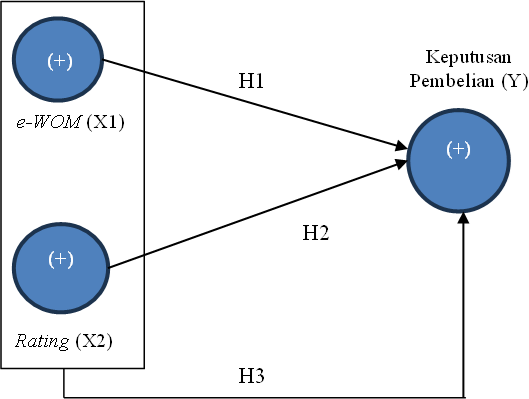 (+)
e-WOM (X1)
H1
Keputusan
Pembelian (Y)
(+)
(+)
Rating (X2)
H2
H3